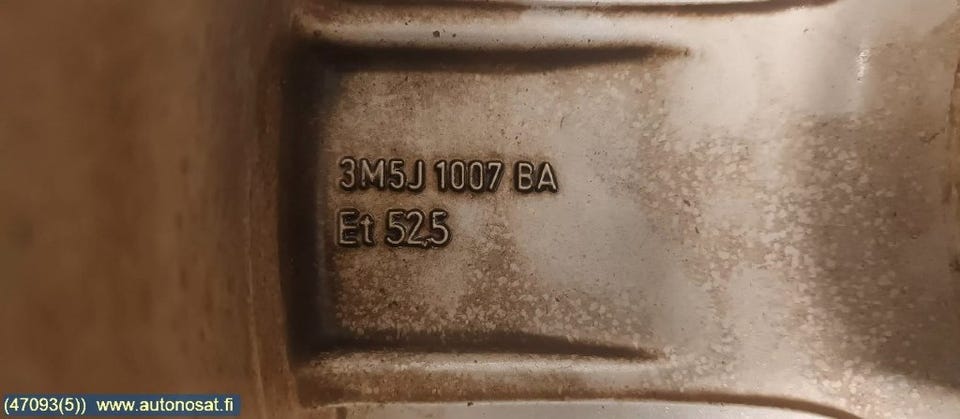 3M5J 1007 BA
Et 52,5
(47093(5)) www.autonosat.fi